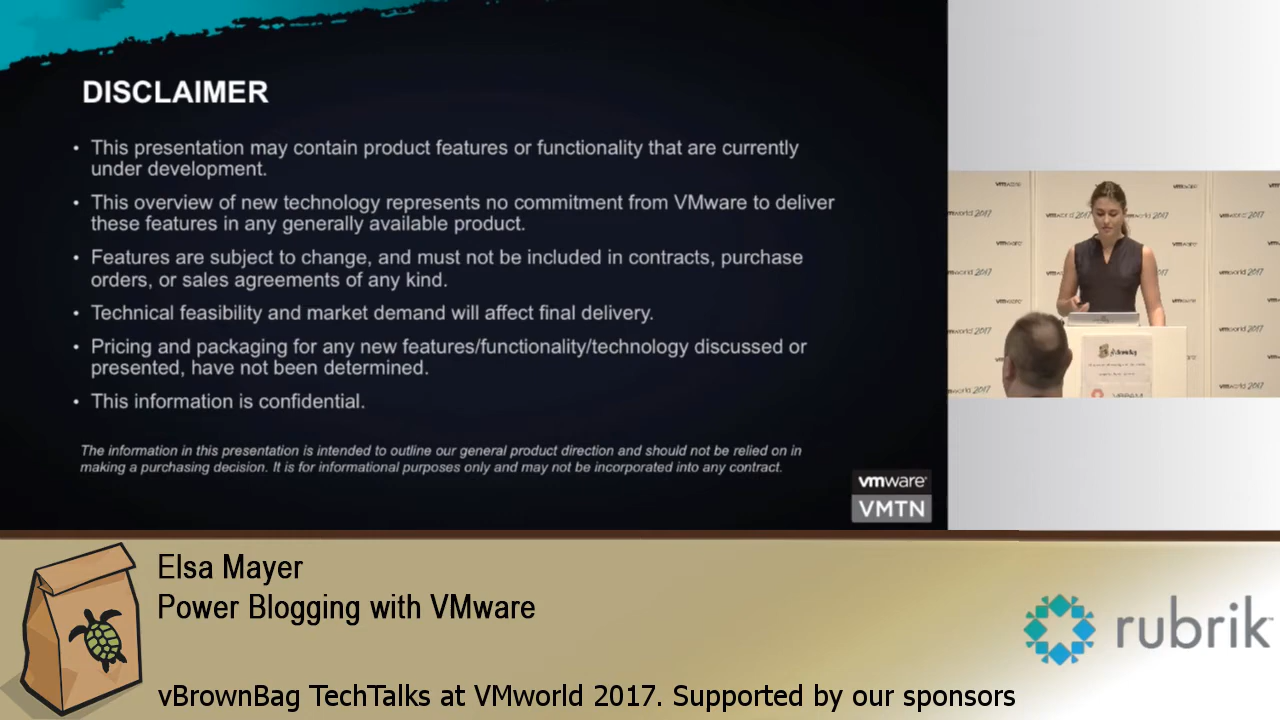 DISCLAIMER
• This presentation may contain product features or functionality that are currently
under development.
• This overview of new technology represents no commitment from VMware to deliver
these features in any generally available product.
• Features are subject to change, and must not be included in contracts, purchase
orders, or sales agreements of any kind.
• Technical feasibility and market demand will affect final delivery.
• Pricing and packaging for any new features/functionality/technology discussed or
presented, have not been determined.
• This information is confidential.
The information in this presentation is intended to outline our general product direction and should not be relied on in
making a purchasing decision. It is for informational purposes only and may not be incorporated into any contract.
vmware
VMTN
vmware
vmware
vmworld 2017
vmware
vmworld 2017
Elsa Mayer
Power Blogging with VMware
rubrik
vBrownBag TechTalks at VMworld 2017. Supported by our sponsors